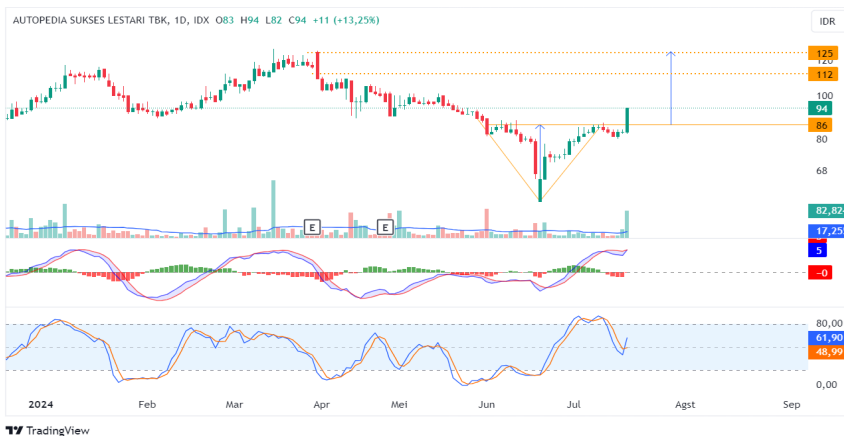 AUTOPEDIA SUKSES LESTARI TBK, 1D, IDX O83 H94 L82 C94 +11 (+13,25%)
IDR
125
120
112
100
94
86
80
68
E
E
82,82
17,25
5
−0
80,00
61,90
48,99
0,00
2024 Feb Mar Apr Mei Jun Jul Agst Sep
TradingView